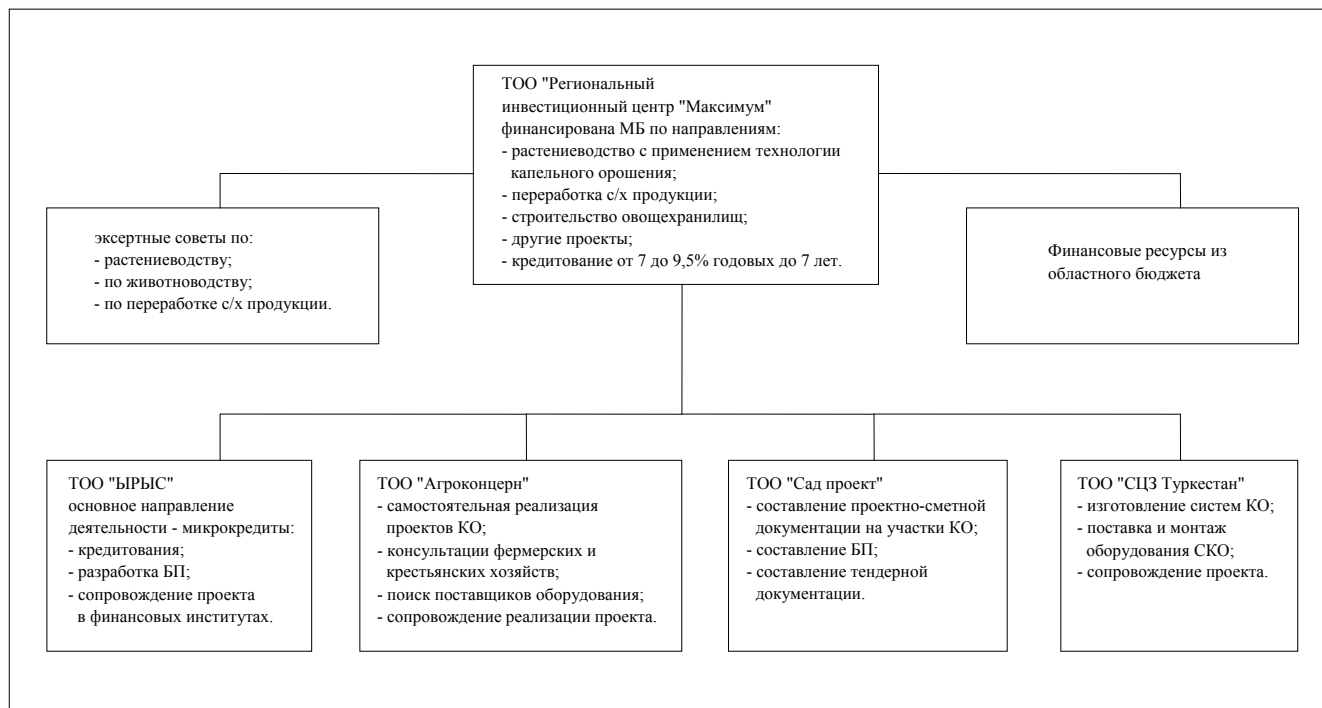 ТОО "Региональный
инвестиционный центр "Максимум"
финансирована МБ по направлениям:
- растениеводство с применением технологии
капельного орошения;
- переработка с/х продукции;
- строительство овощехранилищ;
- другие проекты;
- кредитование от 7 до 9,5% годовых до 7 лет.
эксертные советы по:
- растениеводству;
- по животноводству;
- по переработке с/х продукции.
Финансовые ресурсы из
областного бюджета
ТОО "ЫРЫС"
основное направление
деятельности - микрокредиты:
- кредитования;
- разработка БП;
- сопровождение проекта
в финансовых институтах.
ТОО "Агроконцерн"
- самостоятельная реализация
проектов КО;
- консультации фермерских и
крестьянских хозяйств;
- поиск поставщиков оборудования;
- сопровождение реализации проекта.
ТОО "Сад проект"
- составление проектно-сметной
документации на участки КО;
- составление БП;
- составление тендерной
документации.
ТОО "СЦЗ Туркестан"
- изготовление систем КО;
- поставка и монтаж
оборудования СКО;
- сопровождение проекта.